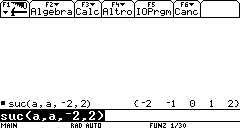 F1 F2 F3 F4 F5 F6
Algebra Calc Altro IOPrgm Canc
suc(a,a,-2,2) {-2 -1 0 1 2}
suc(a,a,-2,2)
MAIN RAD AUTO FUNZ 1/30